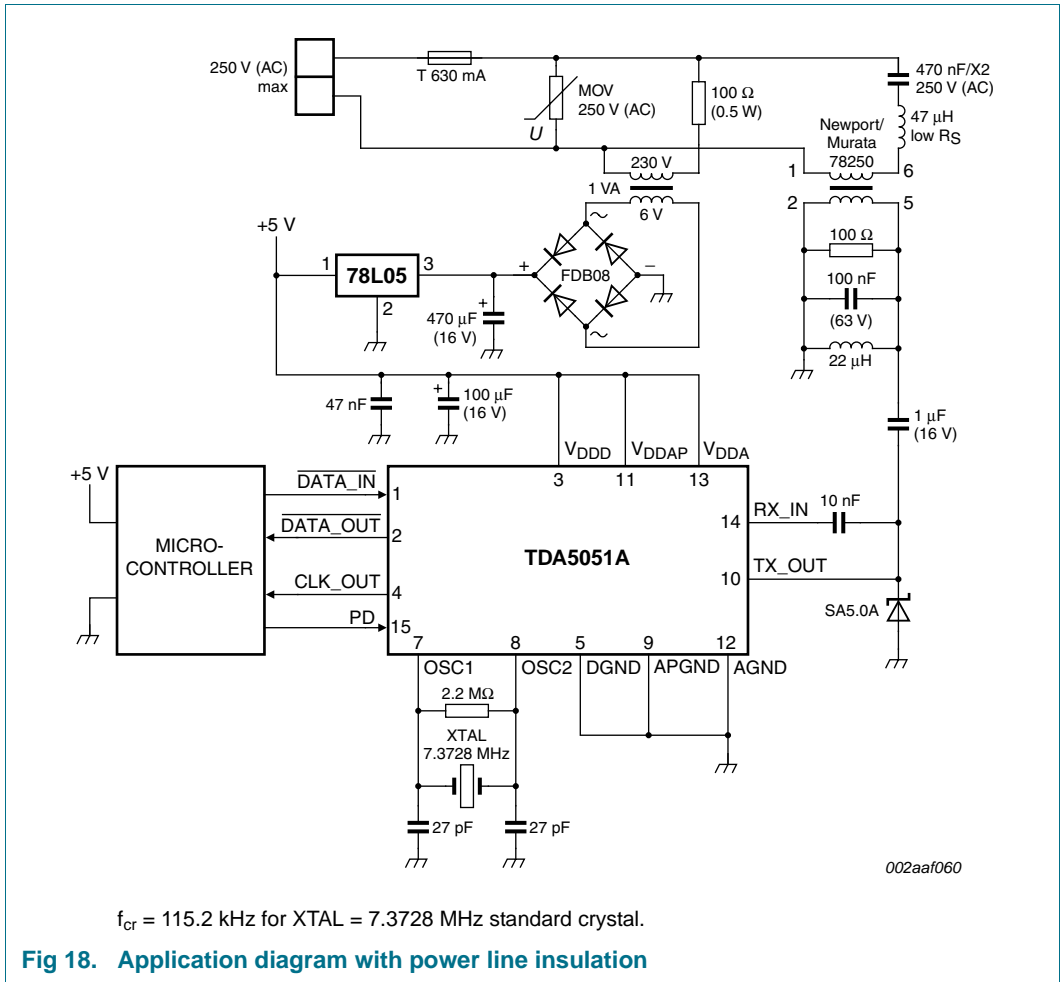 250 V (AC)
max
T 630 mA
MOV
250 V (AC)
U
100 Ω
(0.5 W)
470 nF/X2
250 V (AC)
47 μH
low RS
Newport/
Murata
78250
1
6
2
5
230 V
1 VA
6 V
+5 V
1
78L05
3
2
+
470 μF
(16 V)
+
FDB08
−
∼
∼
100 Ω
100 nF
(63 V)
22 μH
47 nF
+
100 μF
(16 V)
1 μF
(16 V)
VDDD
VDDAP
VDDA
3
11
13
+5 V
MICRO-
CONTROLLER
DATA_IN
1
DATA_OUT
2
CLK_OUT
4
PD
15
TDA5051A
14
RX_IN
10 nF
10
TX_OUT
SA5.0A
7
8
5
9
12
OSC1
OSC2
DGND
APGND
AGND
2.2 MΩ
XTAL
7.3728 MHz
27 pF
27 pF
002aaf060
fcr = 115.2 kHz for XTAL = 7.3728 MHz standard crystal.
Fig 18. Application diagram with power line insulation